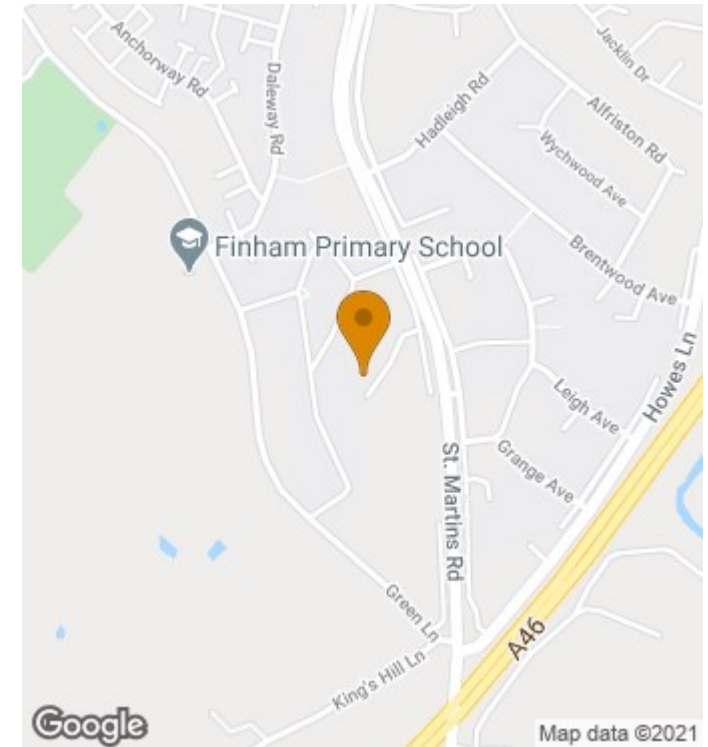 Anchorway Rd
Daleway Rd
Jacklin Dr
Hadleigh Rd
Alfriston Rd
Wychwood Ave
Finham Primary School
Brentwood Ave
Howes Ln
Leigh Ave
Grange Ave
St. Martins Rd
Green Ln
A46
King's Hill Ln
Google
Map data ©2021